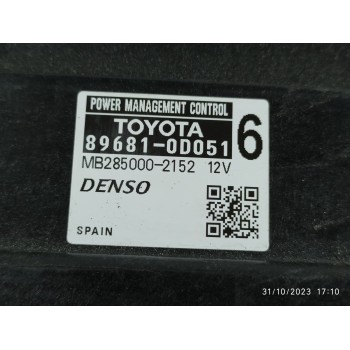 POWER MANAGEMENT CONTROL
TOYOTA
89681-0D051
6
MB285000-2152 12V
DENSO
SPAIN
31/10/2023 17:10